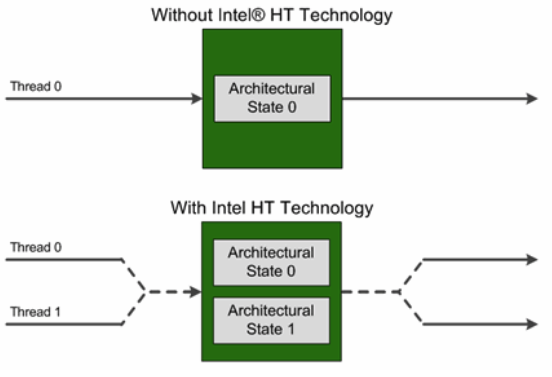 Without Intel® HT Technology
Thread 0
Architectural
State 0
With Intel HT Technology
Thread 0
Architectural
State 0
Thread 1
Architectural
State 1